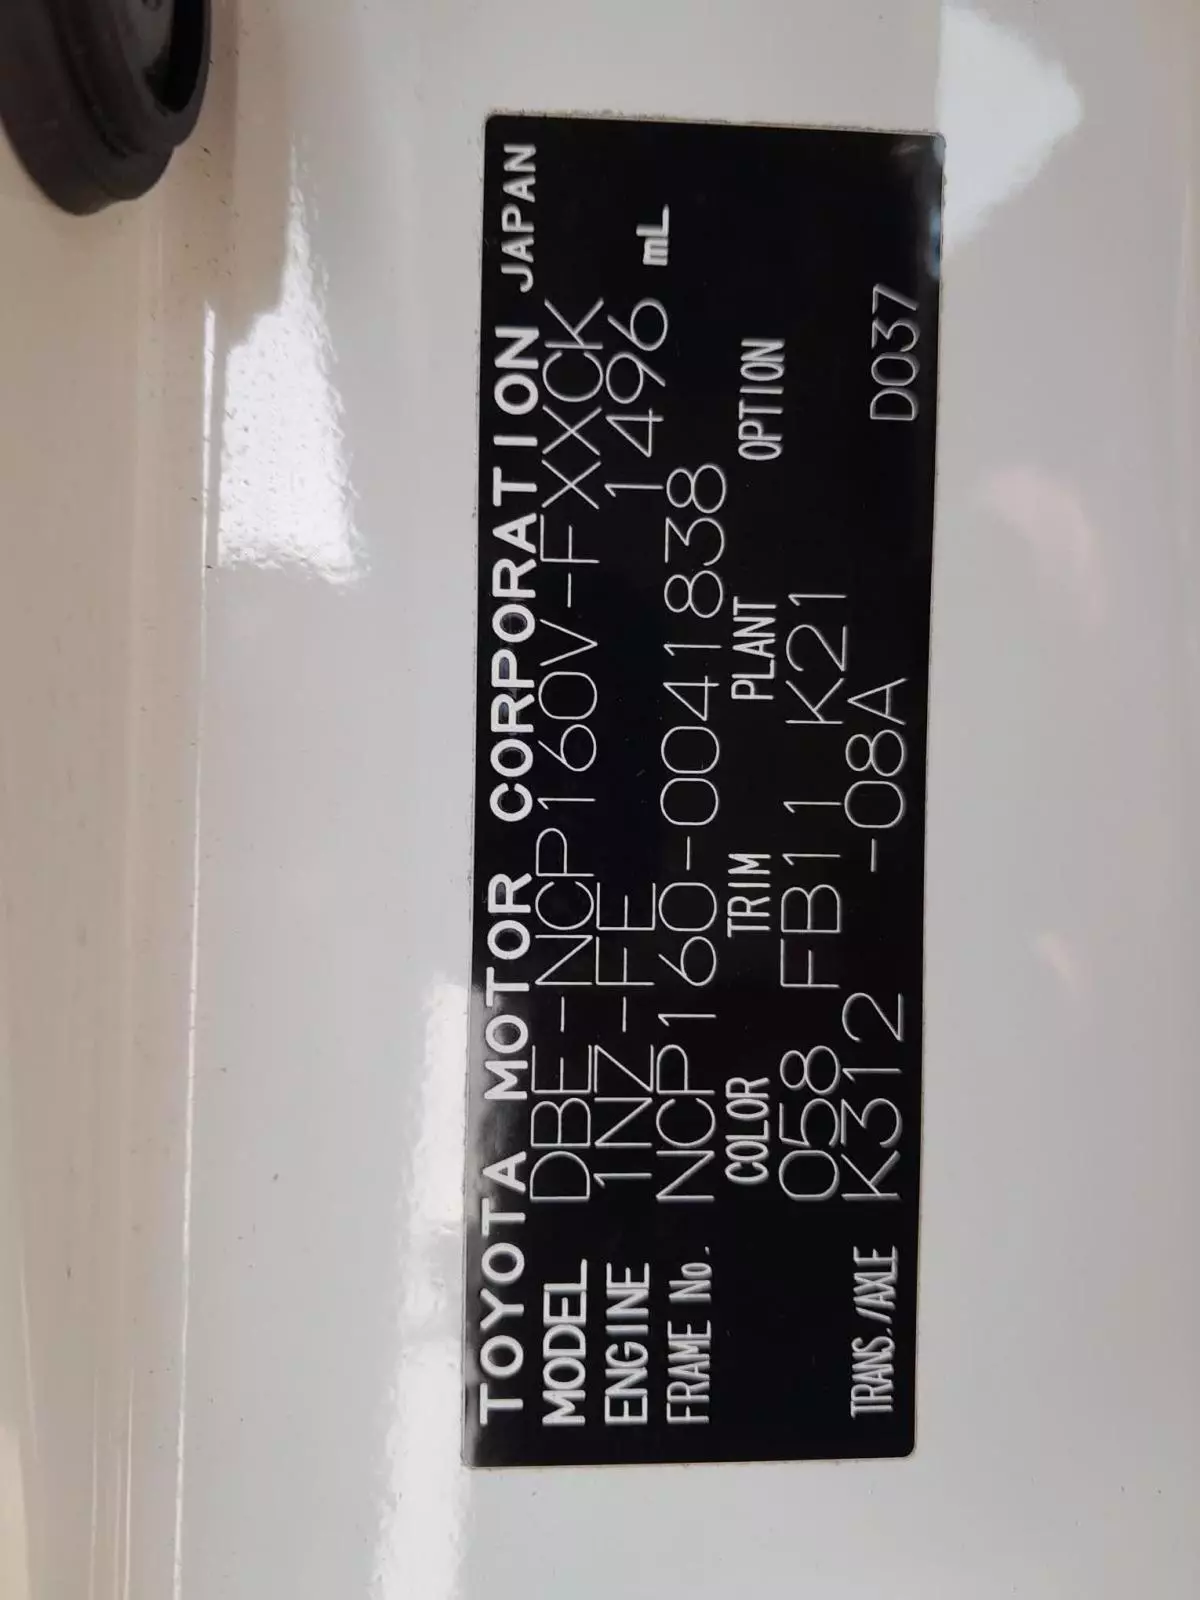 TOYOTA MOTOR CORPORATION JAPAN
MODEL DBE-NCP160V-FXXCK
ENGINE 1NZ-FE 1496 mL
FRAME No. NCP160-0041838
COLOR TRIM PLANT OPTION
058 FB11 K21
TRANS./AXLE K312 -08A D037